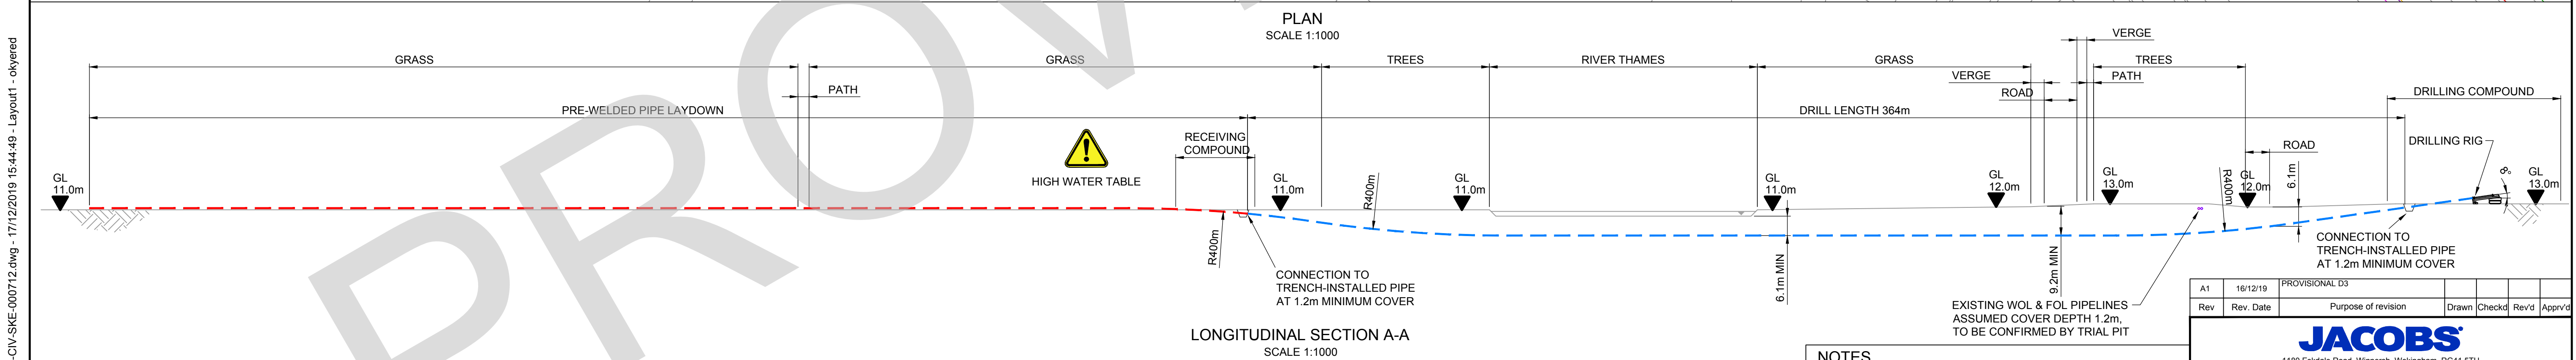 PLAN
SCALE 1:1000
VERGE
GRASS
GRASS
TREES
RIVER THAMES
GRASS
TREES
VERGE
PATH
PATH
ROAD
DRILLING COMPOUND
PRE-WELDED PIPE LAYDOWN
DRILL LENGTH 364m
RECEIVING
COMPOUND
DRILLING RIG
ROAD
HIGH WATER TABLE
GL
11.0m
GL
11.0m
GL
11.0m
GL
11.0m
GL
12.0m
GL
13.0m
GL
12.0m
GL
13.0m
R400m
R400m
R400m
6.1m
8°
6.1m MIN
9.2m MIN
CONNECTION TO
TRENCH-INSTALLED PIPE
AT 1.2m MINIMUM COVER
CONNECTION TO
TRENCH-INSTALLED PIPE
AT 1.2m MINIMUM COVER
EXISTING WOL & FOL PIPELINES
ASSUMED COVER DEPTH 1.2m,
TO BE CONFIRMED BY TRIAL PIT
LONGITUDINAL SECTION A-A
SCALE 1:1000
NOTES
A1 16/12/19 PROVISIONAL D3
Rev Rev. Date Purpose of revision Drawn Checkd Rev'd Apprv'd
JACOBS
-CIV-SKE-000712.dwg - 17/12/2019 15:44:49 - Layout1 - okyered
PROV